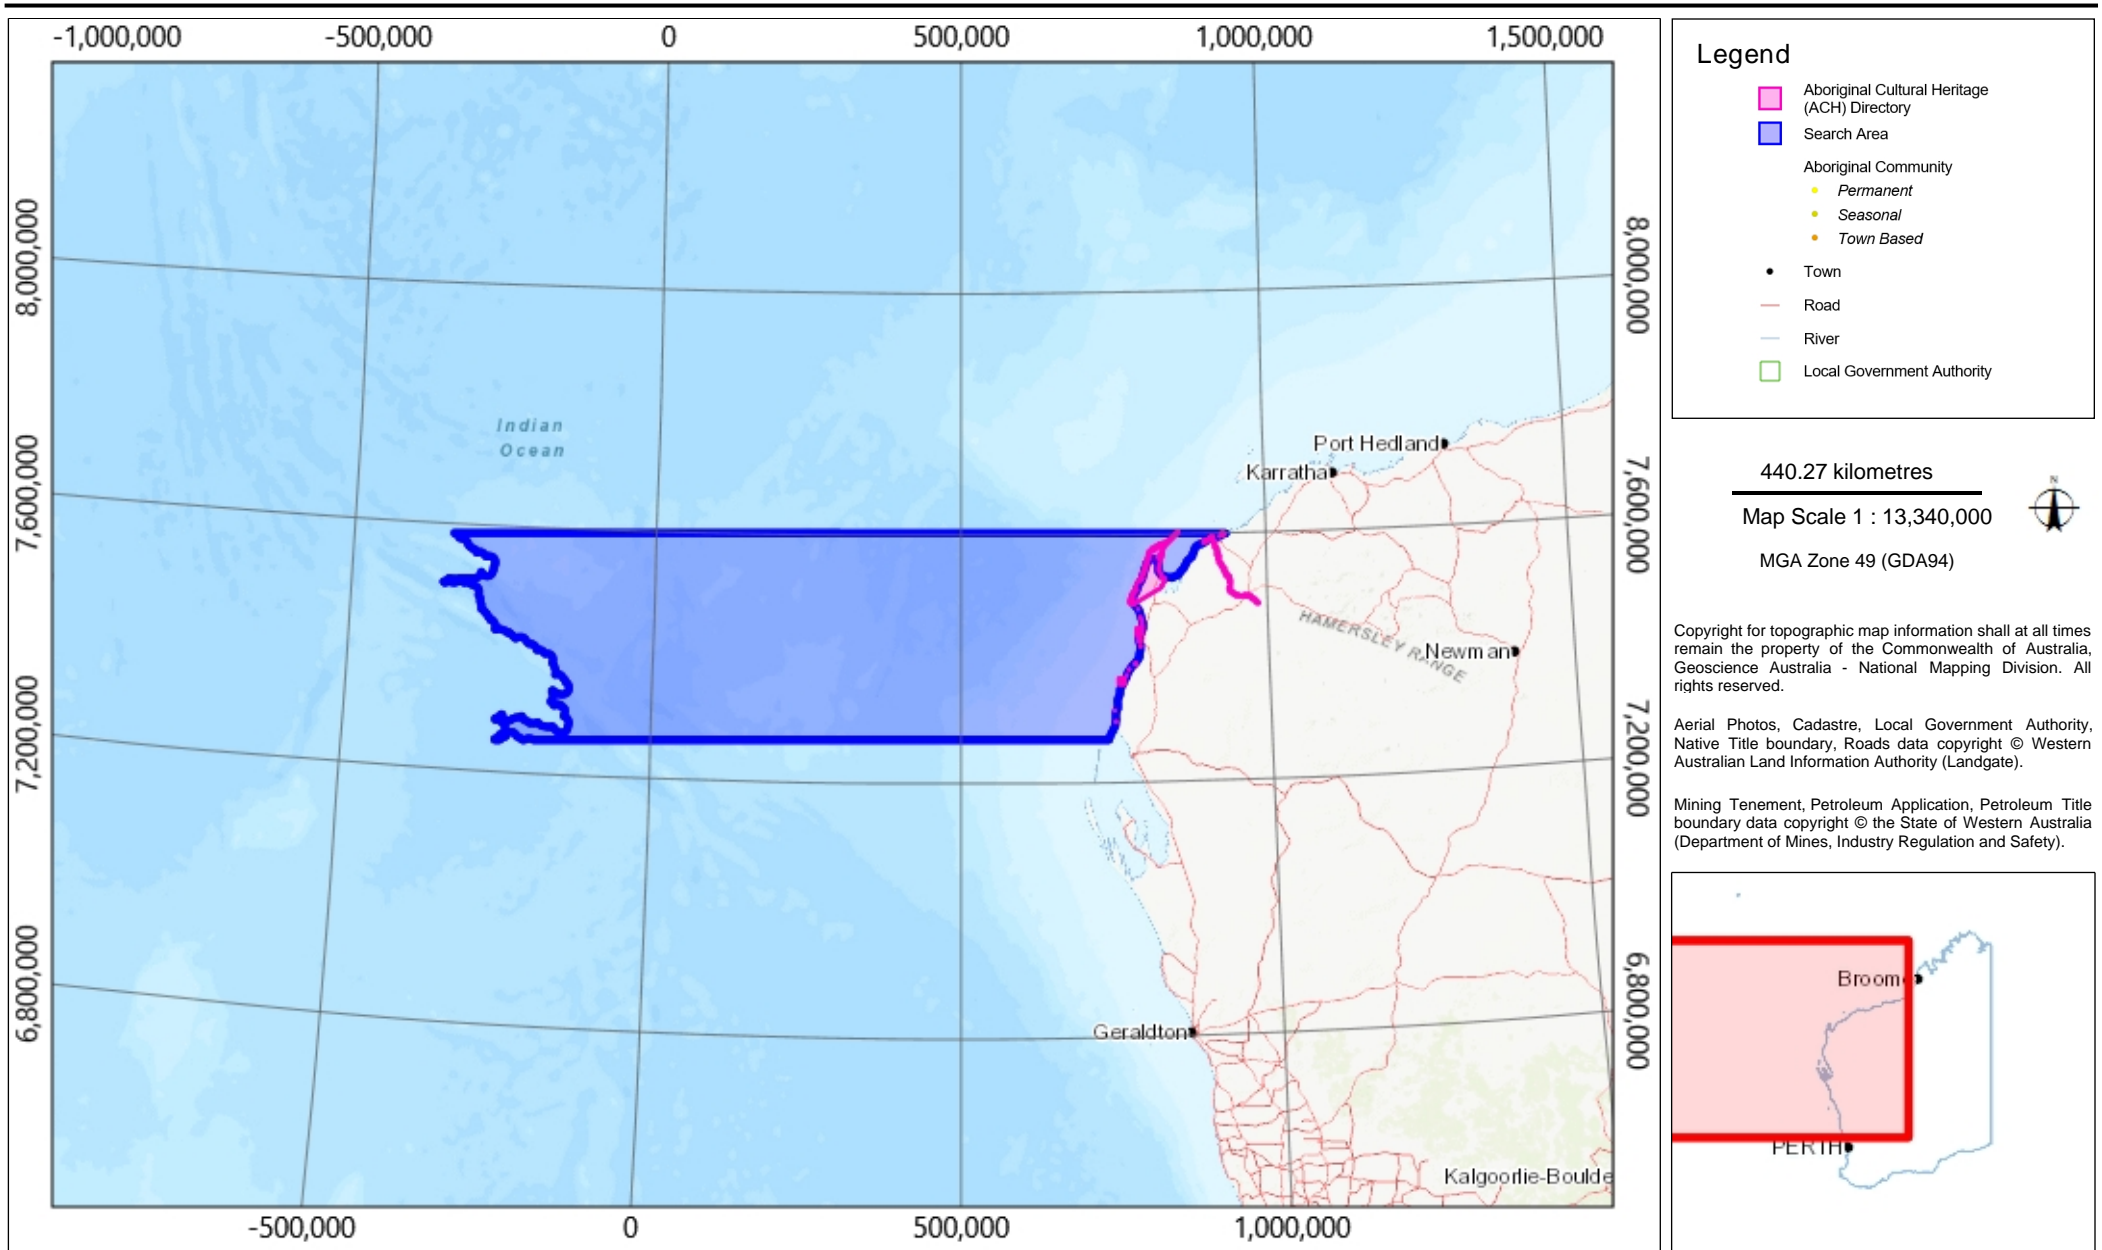 -1,000,000 -500,000 0 500,000 1,000,000 1,500,000
8,000,000
7,600,000
7,200,000
6,800,000
Indian
Ocean
Port Hedland
Karratha
HAMERSLEY RANGE
Newman
Geraldton
Kalgoorlie-Boulde
8,000,000
7,600,000
7,200,000
6,800,000
-500,000 0 500,000 1,000,000
Legend
Aboriginal Cultural Heritage
(ACH) Directory
Search Area
Aboriginal Community
Permanent
Seasonal
Town Based
Town
Road
River
Local Government Authority
440.27 kilometres
Map Scale 1 : 13,340,000
MGA Zone 49 (GDA94)
N
Copyright for topographic map information shall at all times
remain the property of the Commonwealth of Australia,
Geoscience Australia - National Mapping Division. All
rights reserved.
Aerial Photos, Cadastre, Local Government Authority,
Native Title boundary, Roads data copyright © Western
Australian Land Information Authority (Landgate).
Mining Tenement, Petroleum Application, Petroleum Title
boundary data copyright © the State of Western Australia
(Department of Mines, Industry Regulation and Safety).
Broom
PERTH